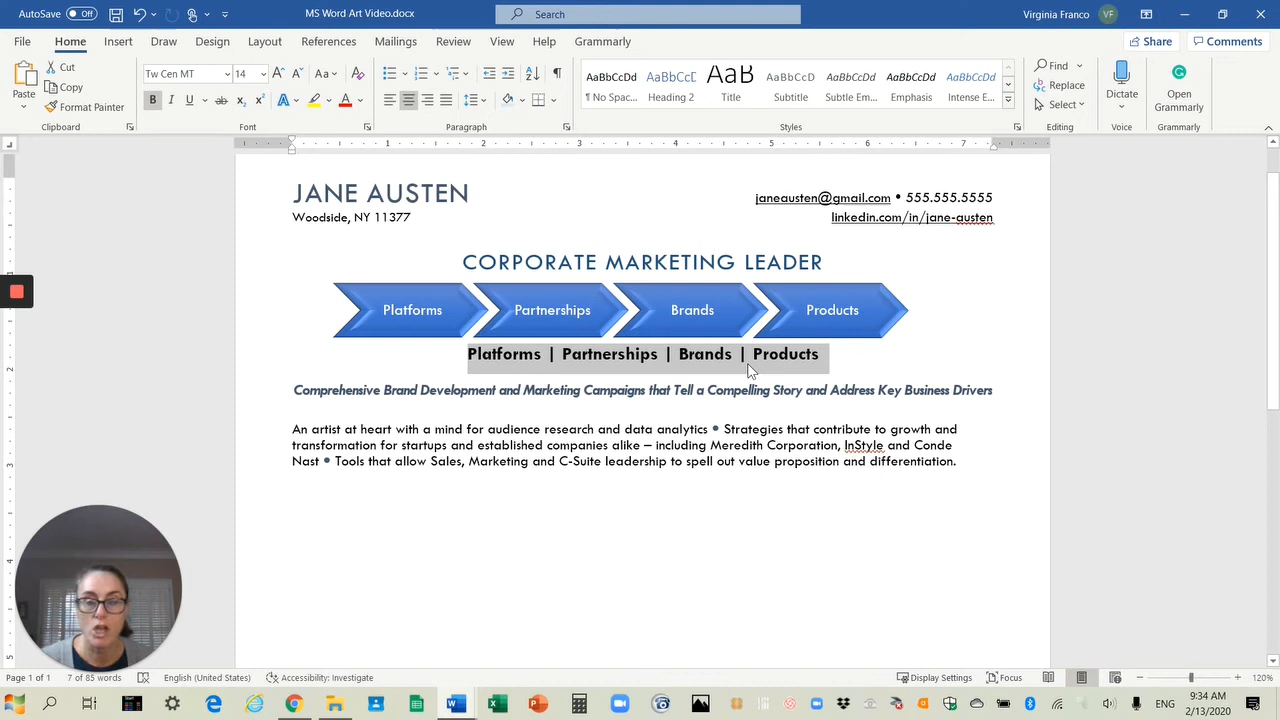 AutoSave Off
MS Word Art Affects
Search
Virginia Franco
VF
File Home Insert Draw Design Layout References Mailings Review View Help Grammarly
Share
Comments
Paste
Cut
Copy
Format Painter
Clipboard
Tw Cen MT
14
Font
Paragraph
AaBbCcDd
¶ No Spac...
AaBbCcD
Heading 2
AaB
Title
AaBbCcDd
Subtitle
AaBbCcDd
Subtle Em...
AaBbCcDd
Emphasis
AaBbCcDd
Intense E...
Styles
Find
Replace
Select
Editing
Dictate
Voice
Open
Grammarly
Grammarly
1 2 3 4 5 6 7
JANE AUSTEN
Woodside, NY 11377
janeausten@gmail.com • 555.555.5555
linkedin.com/in/jane-austen
CORPORATE MARKETING LEADER
Platforms Partnerships Brands Products
Platforms | Partnerships | Brands | Products
Comprehensive Brand Development and Marketing Campaigns that Tell a Compelling Story and Address Key Business Drivers
An artist at heart with a mind for audience research and data analytics • Strategies that contribute to growth and
transformation for startups and established companies alike – including Meredith Corporation, InStyle and Conde
Nast • Tools that allow Sales, Marketing and C-Suite leadership to spell out value proposition and differentiation.
Page 1 of 1
7 of 85 words
English (United States)
Accessibility: Investigate
Display Settings
Focus
120%
ENG
9:34 AM
2/13/2020